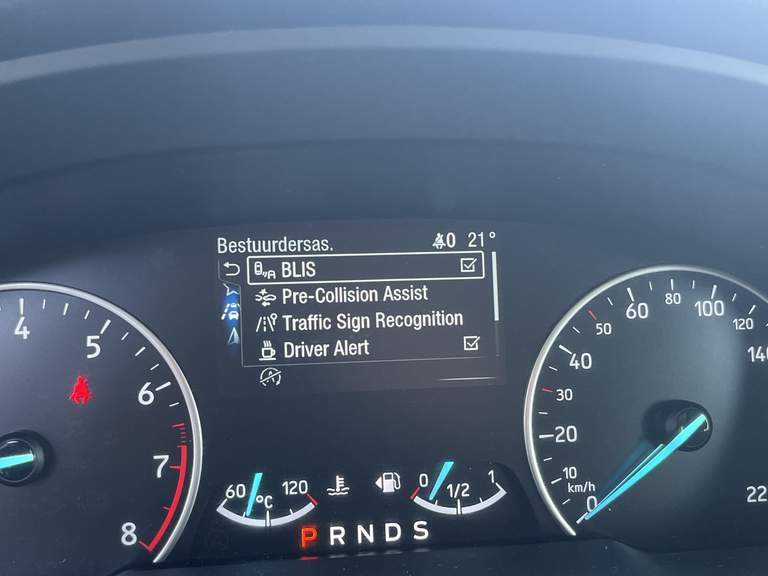 Bestuurdersas. 0 21°
BLIS
Pre-Collision Assist
Traffic Sign Recognition
Driver Alert
4
5
6
7
8
60 °C 120
0 1/2 1
P R N D S
0
10
20
30
40
50
60
80
100
120
140
22
km/h